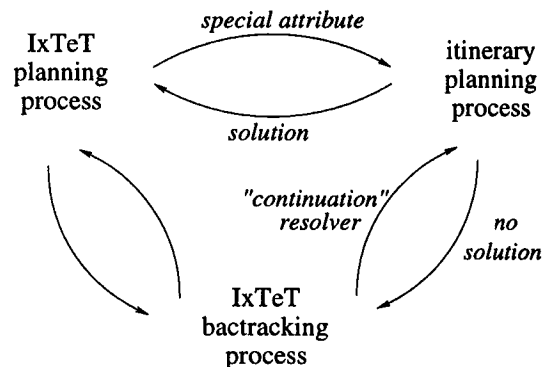 special attribute
IxTeT
planning
process
itinerary
planning
process
solution
"continuation"
resolver
no
solution
IxTeT
bactracking
process